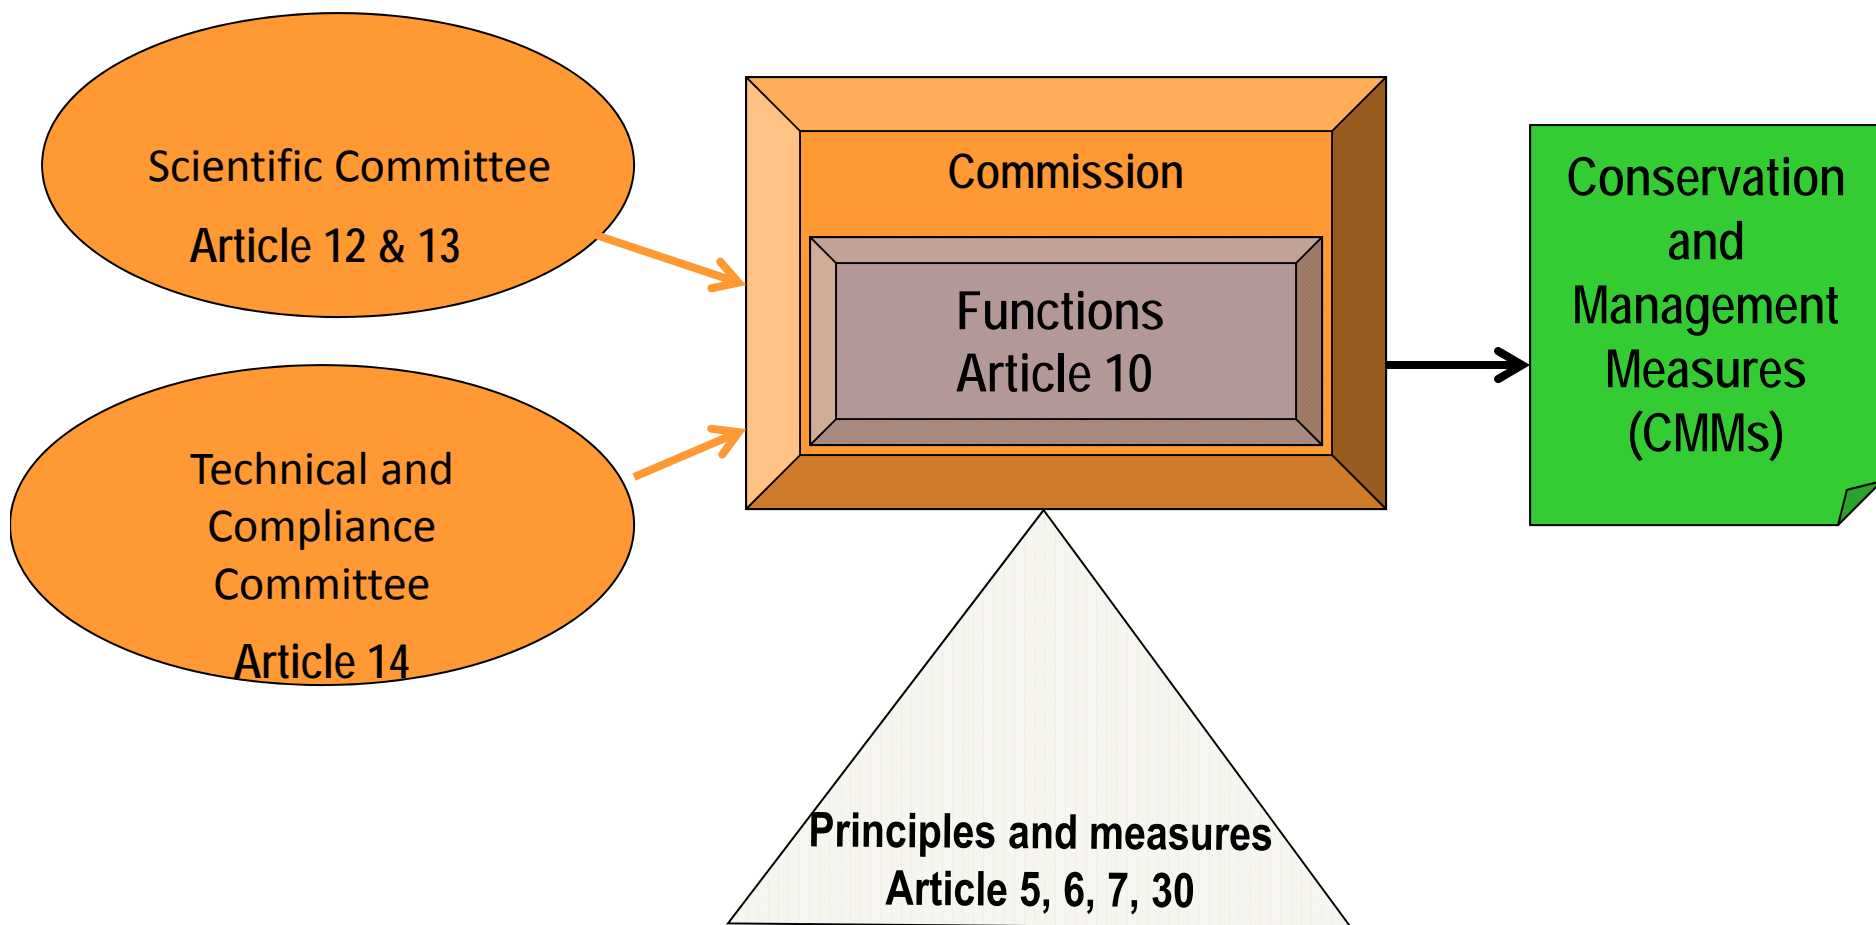 Scientific Committee
Article 12 & 13
Technical and
Compliance
Committee
Article 14
Commission
Functions
Article 10
Principles and measures
Article 5, 6, 7, 30
Conservation
and
Management
Measures
(CMMs)